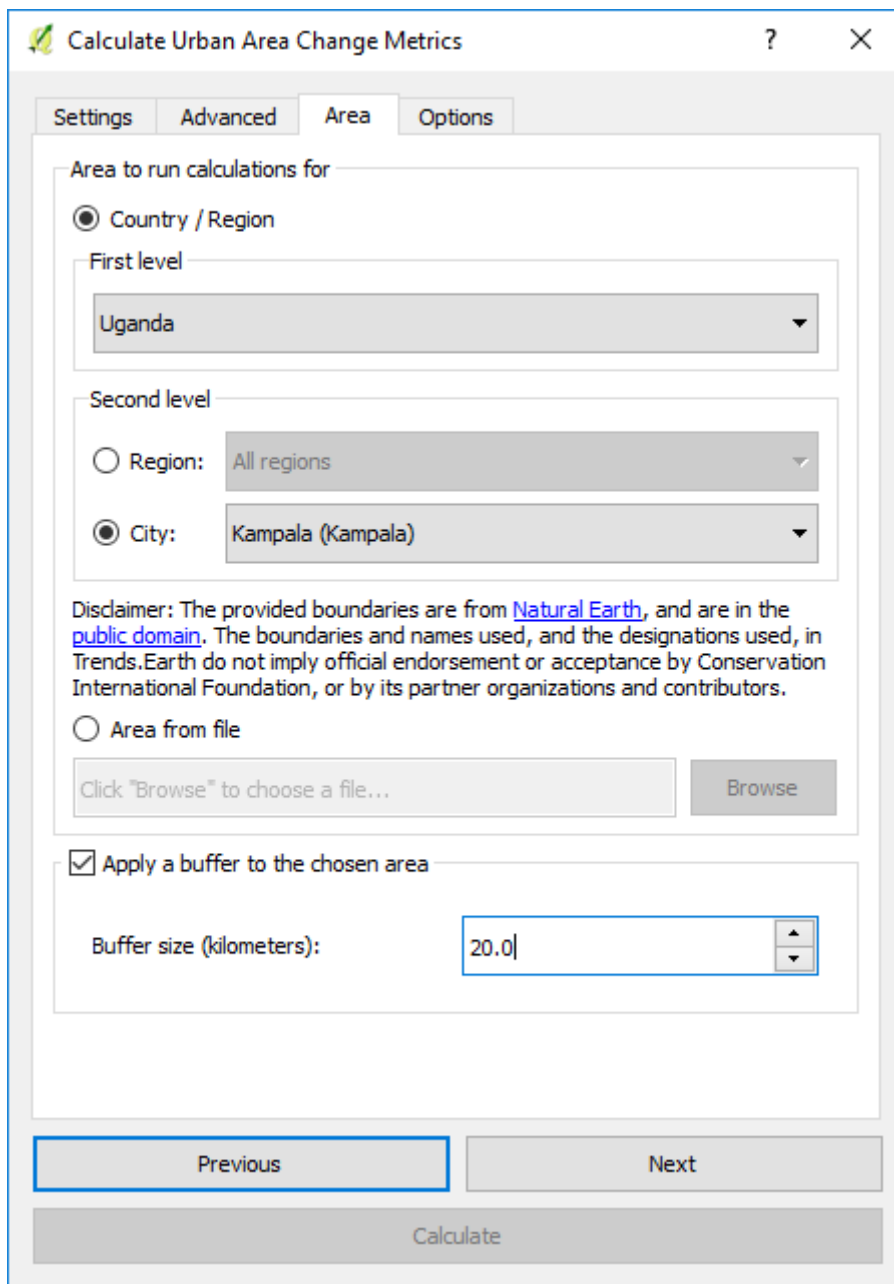 Calculate Urban Area Change Metrics ? ×
Settings Advanced Area Options
Area to run calculations for
Country / Region
First level
Uganda
Second level
Region: All regions
City: Kampala (Kampala)
Disclaimer: The provided boundaries are from Natural Earth, and are in the
public domain. The boundaries and names used, and the designations used, in
Trends.Earth do not imply official endorsement or acceptance by Conservation
International Foundation, or by its partner organizations and contributors.
Area from file
Click "Browse" to choose a file... Browse
Apply a buffer to the chosen area
Buffer size (kilometers): 20.0
Previous Next
Calculate